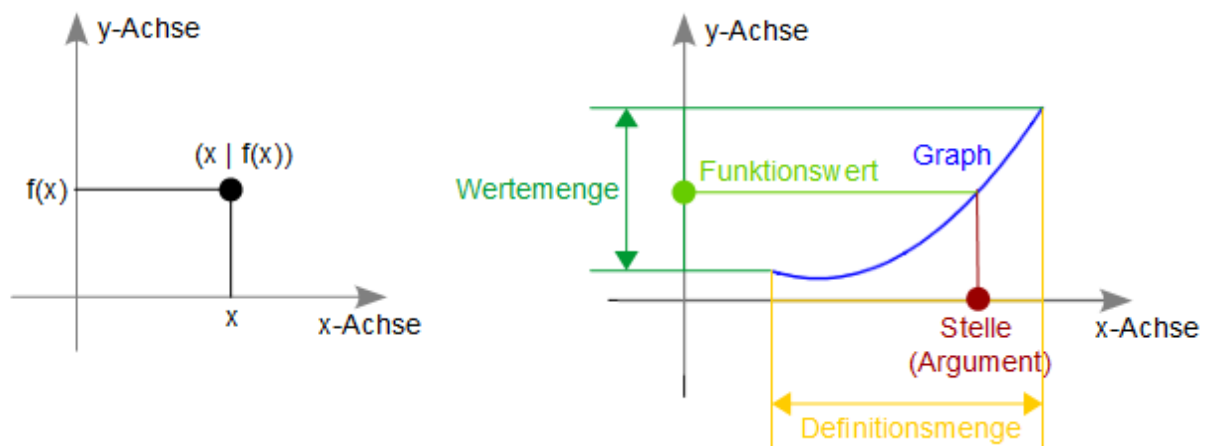 y-Achse
(x | f(x))
f(x)
x
x-Achse
y-Achse
Funktionswert
Graph
Wertemenge
Stelle
(Argument)
x-Achse
Definitionsmenge